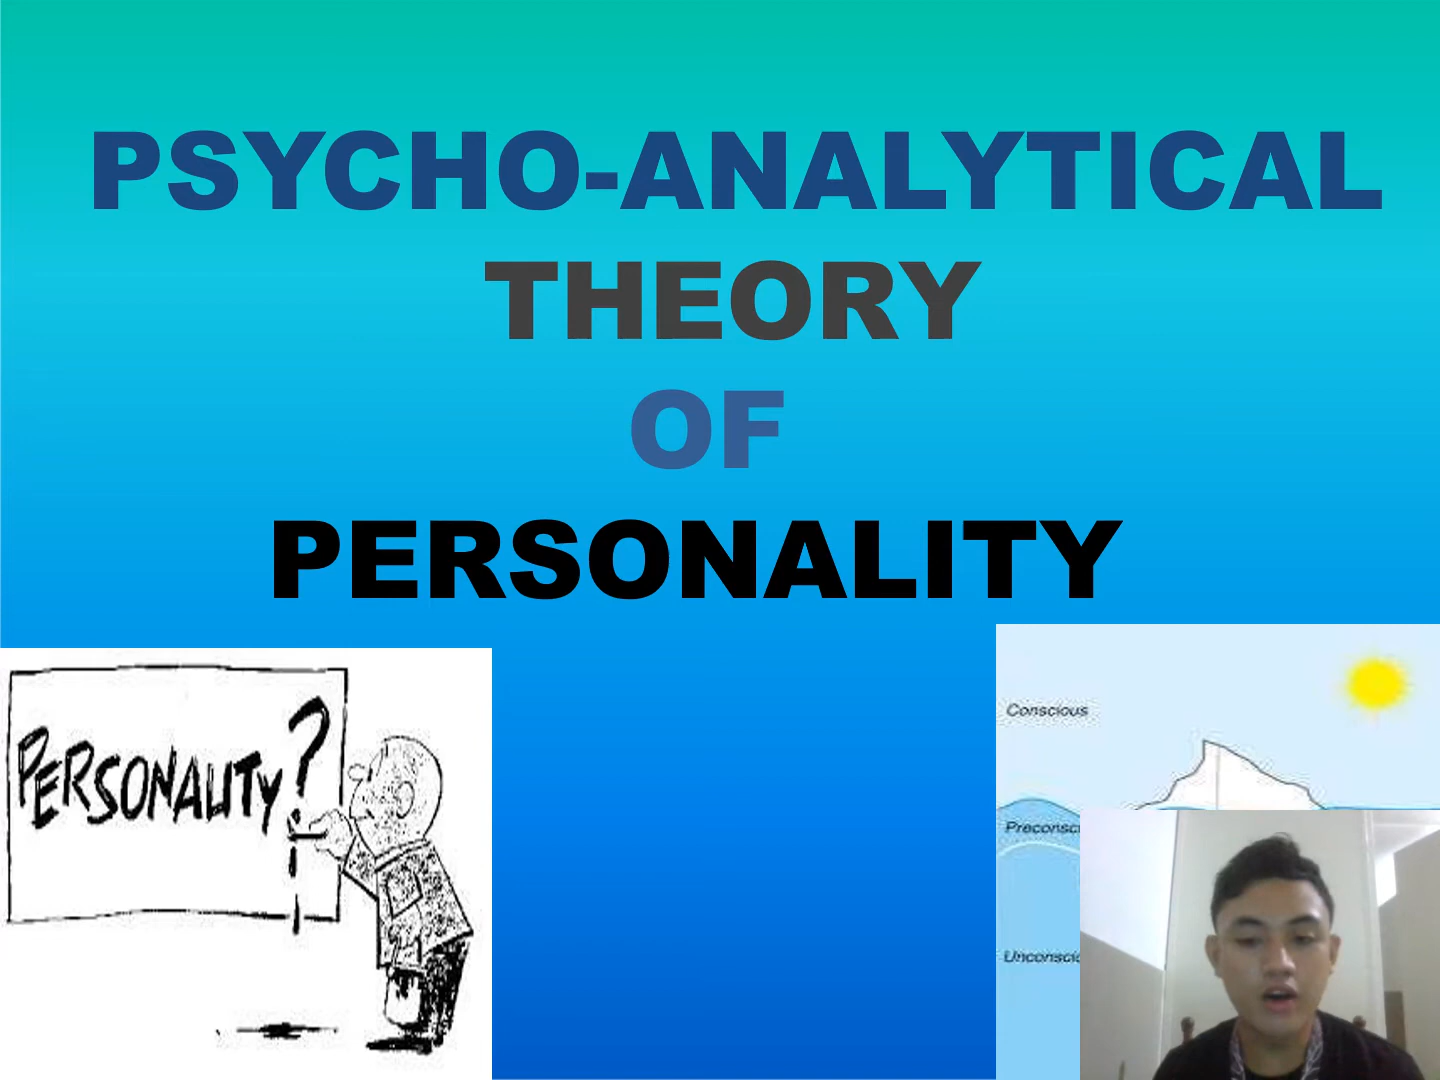 PSYCHO-ANALYTICAL
THEORY
OF
PERSONALITY
PERSONALITY?
Conscious